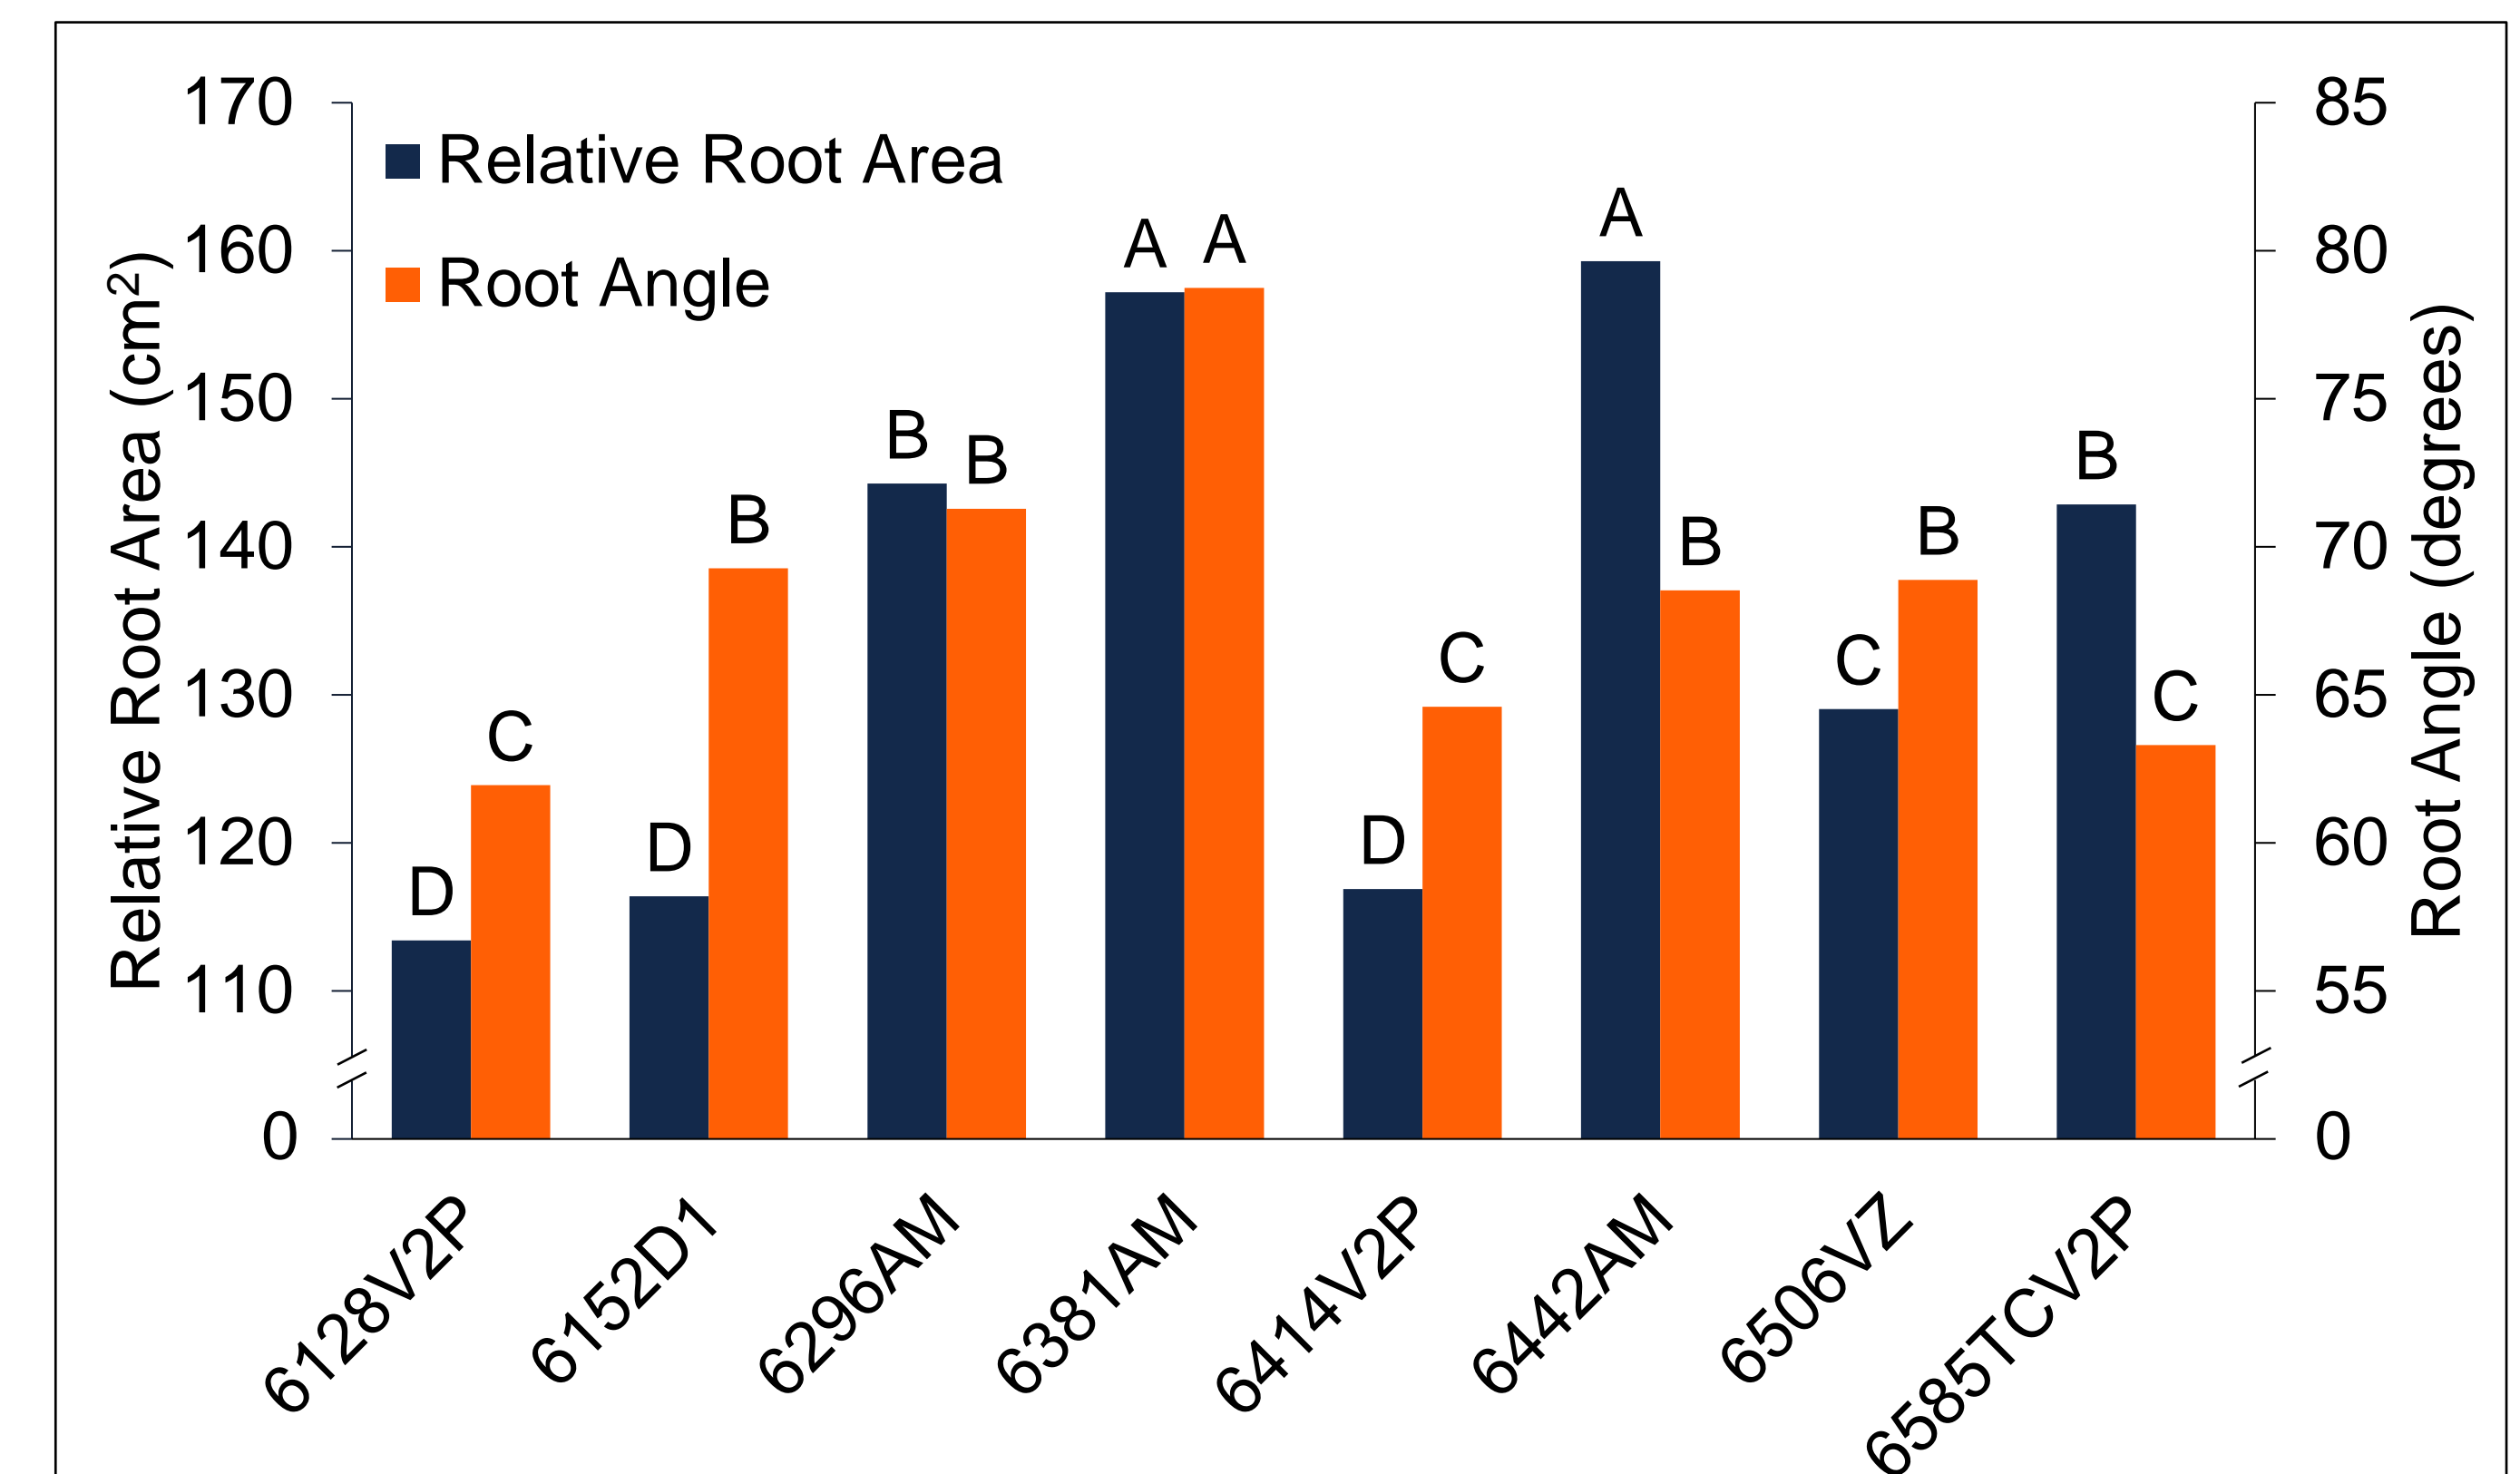 Relative Root Area (cm²)
170
160
150
140
130
120
110
0
Relative Root Area
Root Angle
D
C
D
B
B
B
A
A
D
C
A
B
C
B
B
C
85
80
75
70
65
60
55
0
Root Angle (degrees)
6128V2P
6152D1
6296AM
6381AM
6414V2P
6442AM
6506VZ
6585TCV2P